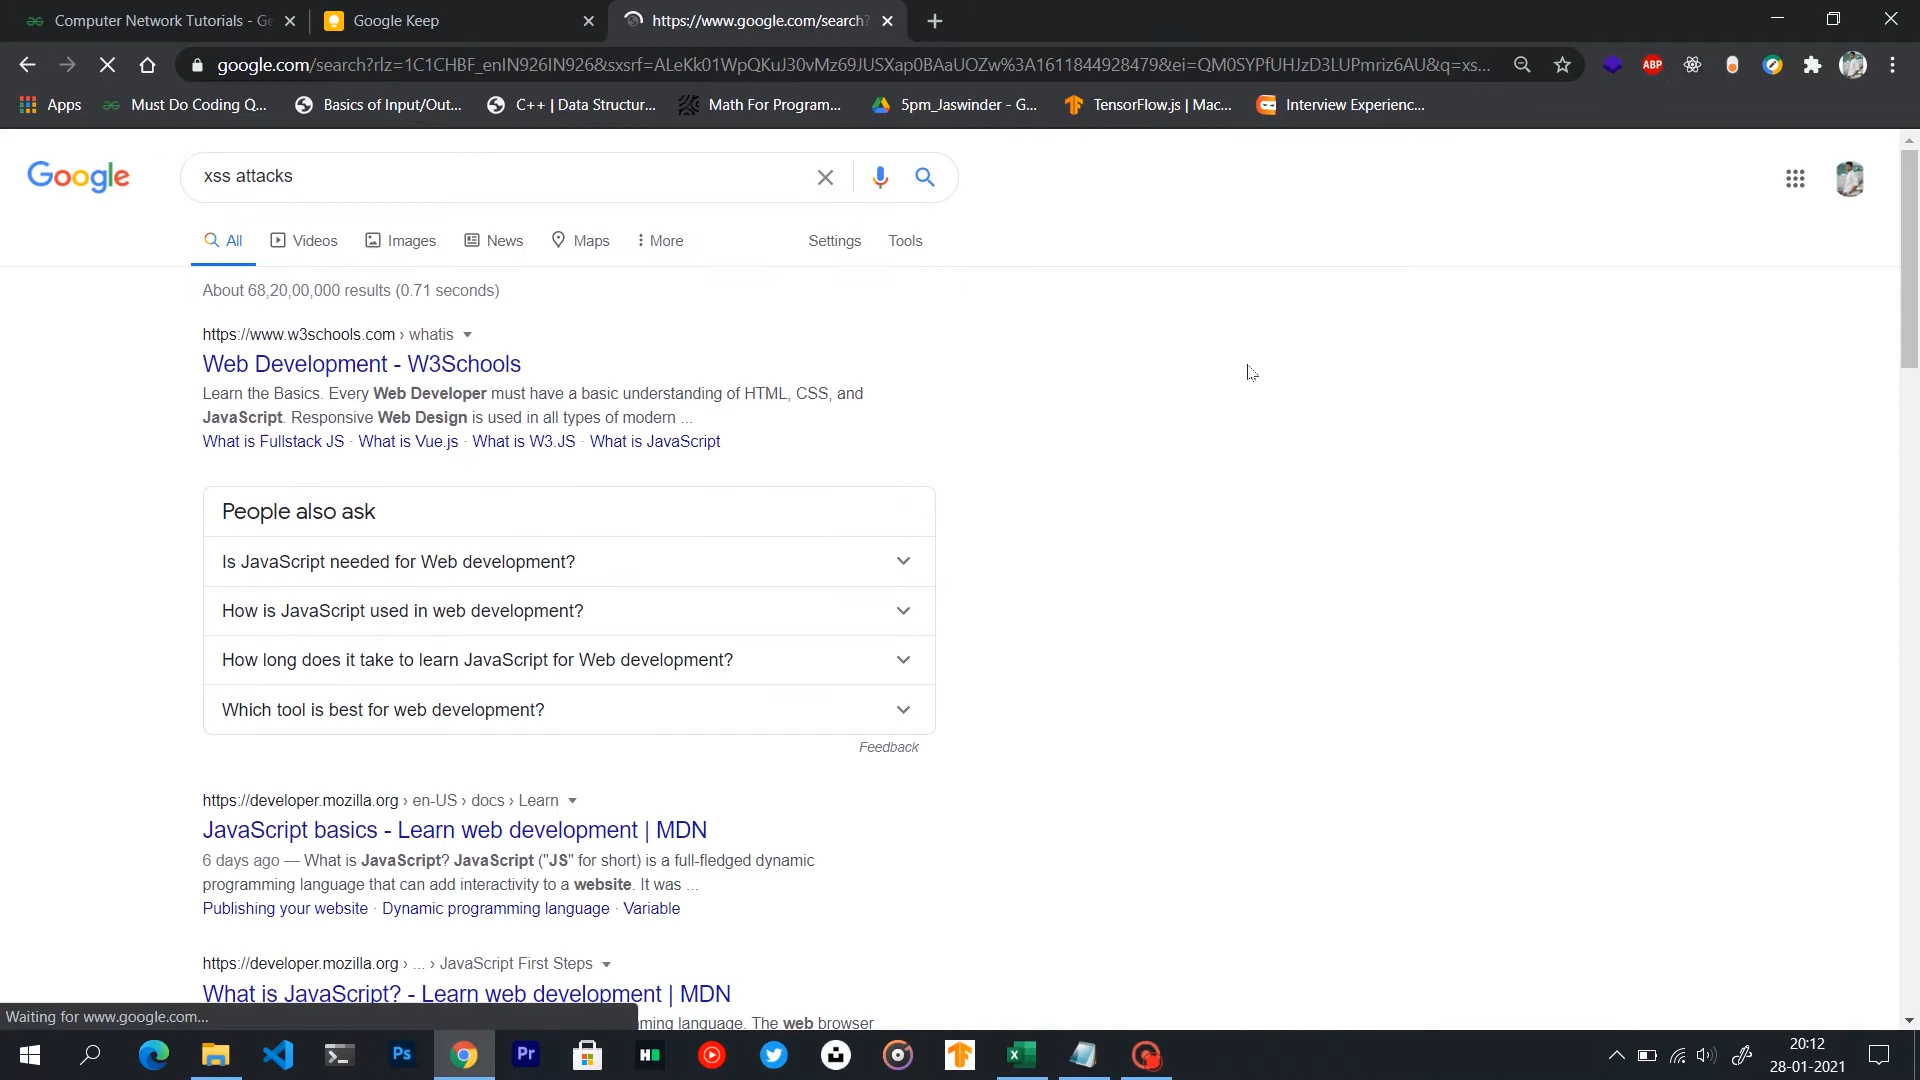 Computer Network Tutorials - Ge
Google Keep
https://www.google.com/search?
google.com/search?rlz=1C1CHBF_enIN926IN926&sxsrf=ALeKk01WpQKuJ30vMz69JUSXap0BAaUOZw%3A1611844928479&ei=QM0SYPfUHJzD3LUPmriz6AU&q=xs...
ABP
Apps
Must Do Coding Q...
Basics of Input/Out...
C++ | Data Structur...
Math For Program...
5pm_Jaswinder - G...
TensorFlow.js | Mac...
Interview Experienc...
Google
xss attacks
All
Videos
Images
News
Maps
More
Settings
Tools
About 68,20,00,000 results (0.71 seconds)
https://www.w3schools.com › whatis
Web Development - W3Schools
Learn the Basics. Every Web Developer must have a basic understanding of HTML, CSS, and
JavaScript. Responsive Web Design is used in all types of modern ...
What is Fullstack JS · What is Vue.js · What is W3.JS · What is JavaScript
People also ask
Is JavaScript needed for Web development?
How is JavaScript used in web development?
How long does it take to learn JavaScript for Web development?
Which tool is best for web development?
Feedback
https://developer.mozilla.org › en-US › docs › Learn
JavaScript basics - Learn web development | MDN
6 days ago — What is JavaScript? JavaScript ("JS" for short) is a full-fledged dynamic
programming language that can add interactivity to a website. It was ...
Publishing your website · Dynamic programming language · Variable
https://developer.mozilla.org › ... › JavaScript First Steps
What is JavaScript? - Learn web development | MDN
Waiting for www.google.com...
ming language. The web browser
Ps
Pr
20:12
28-01-2021